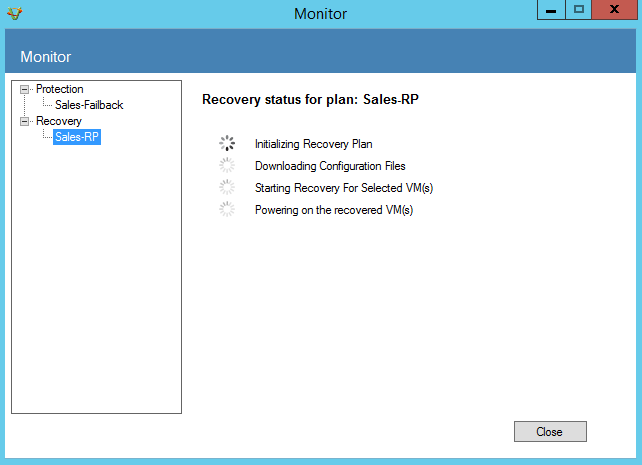 Monitor
Monitor
Protection
Sales-Failback
Recovery
Sales-RP
Recovery status for plan: Sales-RP
Initializing Recovery Plan
Downloading Configuration Files
Starting Recovery For Selected VM(s)
Powering on the recovered VM(s)
Close